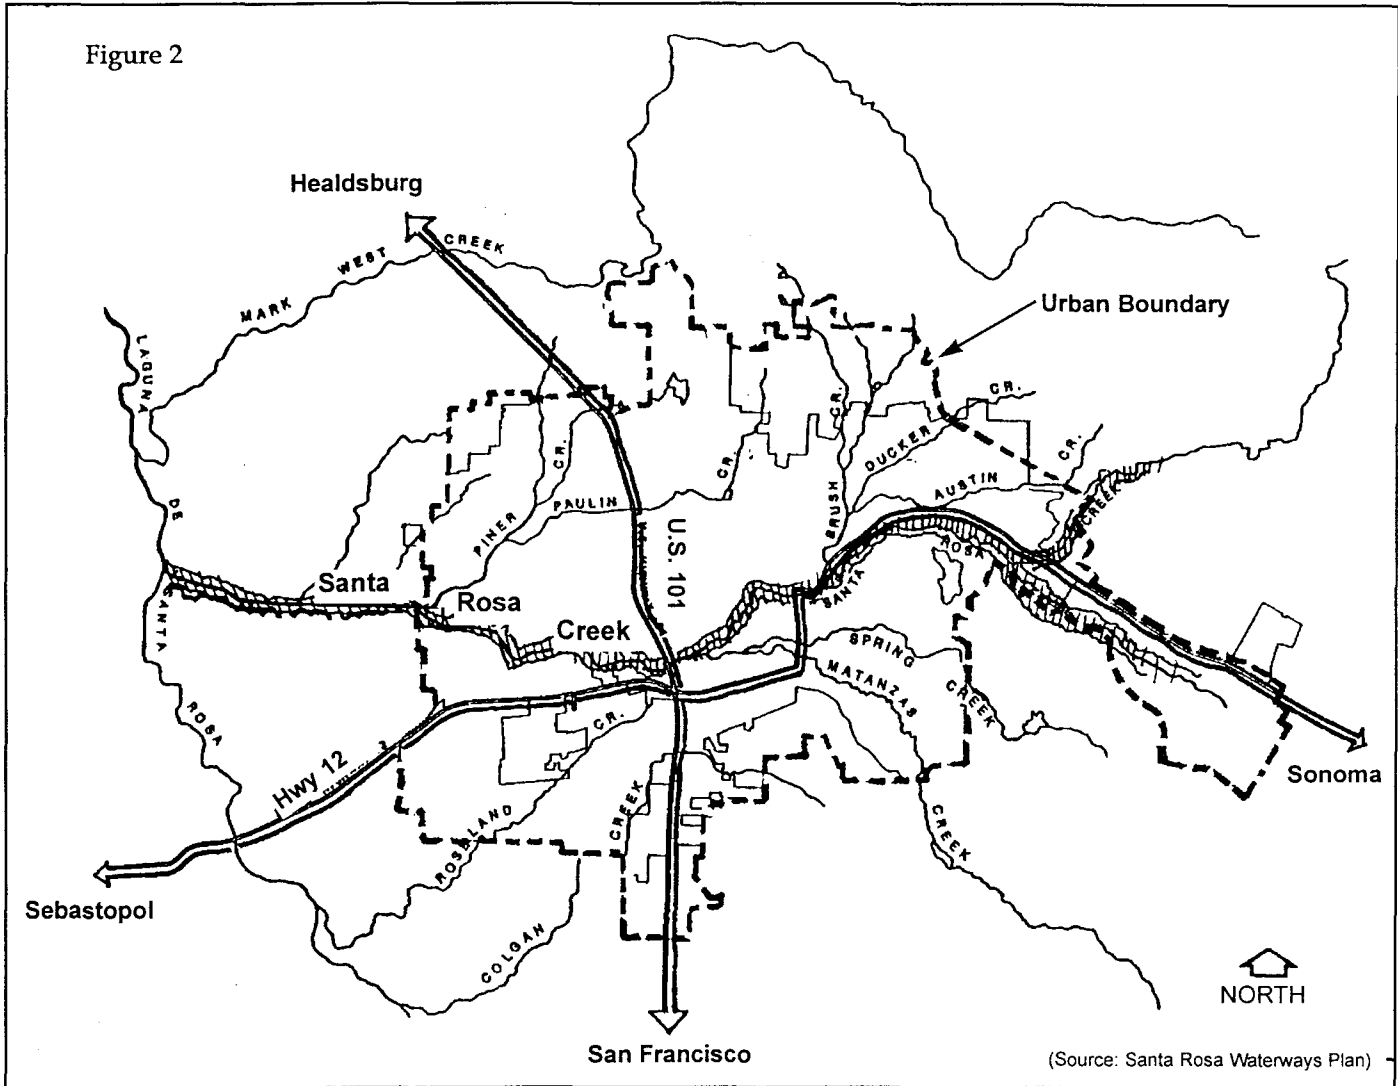 Figure 2
Healdsburg
MARK WEST CREEK
Urban Boundary
LAGUNA DE SANTA ROSA
CR.
DUCKER CR.
CR.
CR.
CR.
PAULIN
PINER
BRUSH
AUSTIN
CREEK
U.S. 101
ROSA
SANTA
Santa
Rosa
Creek
SPRING CREEK
MATANZAS CREEK
CR.
Hwy 12
ROSELAND
CREEK
COLGAN
Sonoma
Sebastopol
NORTH
San Francisco
(Source: Santa Rosa Waterways Plan)